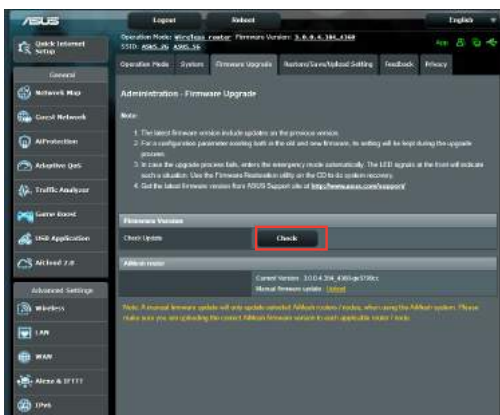 ASUS
Logout
Reboot
English
Quick Internet Setup
Operation Mode: Wireless router Firmware Version: 3.0.0.4.384_4360
SSID: ASUS_2G ASUS_5G
App
Operation Mode
System
Firmware Upgrade
Restore/Save/Upload Setting
Feedback
Privacy
General
Network Map
Guest Network
AiProtection
Adaptive QoS
Traffic Analyzer
Game Boost
USB Application
AiCloud 2.0
Advanced Settings
Wireless
LAN
WAN
Alexa & IFTTT
IPv6
Administration - Firmware Upgrade
Note:
1. The latest firmware version include updates on the previous version.
2. For a configuration parameter existing both in the old and new firmware, its setting will be kept during the upgrade
process.
3. In case the upgrade process fails, enters the emergency mode automatically. The LED signals at the front will indicate
such a situation. Use the Firmware Restoration utility on the CD to do system recovery.
4. Get the latest firmware version from ASUS Support site at http://www.asus.com/support/
Firmware Version
Check Update
Check
AiMesh router
Current Version : 3.0.0.4.384_4360
Manual firmware update : Upload
Note: A manual firmware update will only update selected AiMesh routers / nodes, when using the AiMesh system. Please
make sure you are uploading the correct AiMesh firmware version to each applicable router / node.